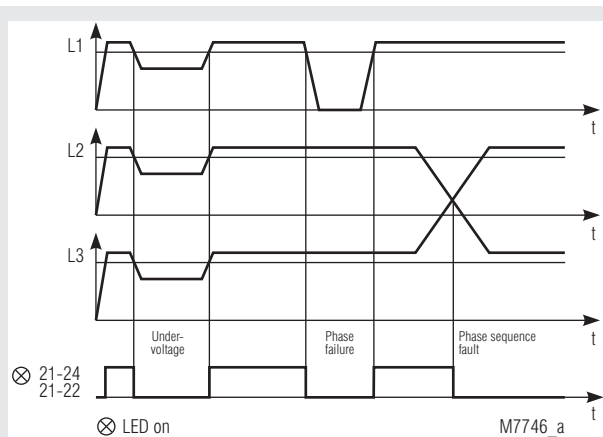 L1
t
L2
t
L3
t
Under-
voltage
Phase
failure
Phase sequence
fault
⊗ 21-24
21-22
t
⊗ LED on
M7746_a